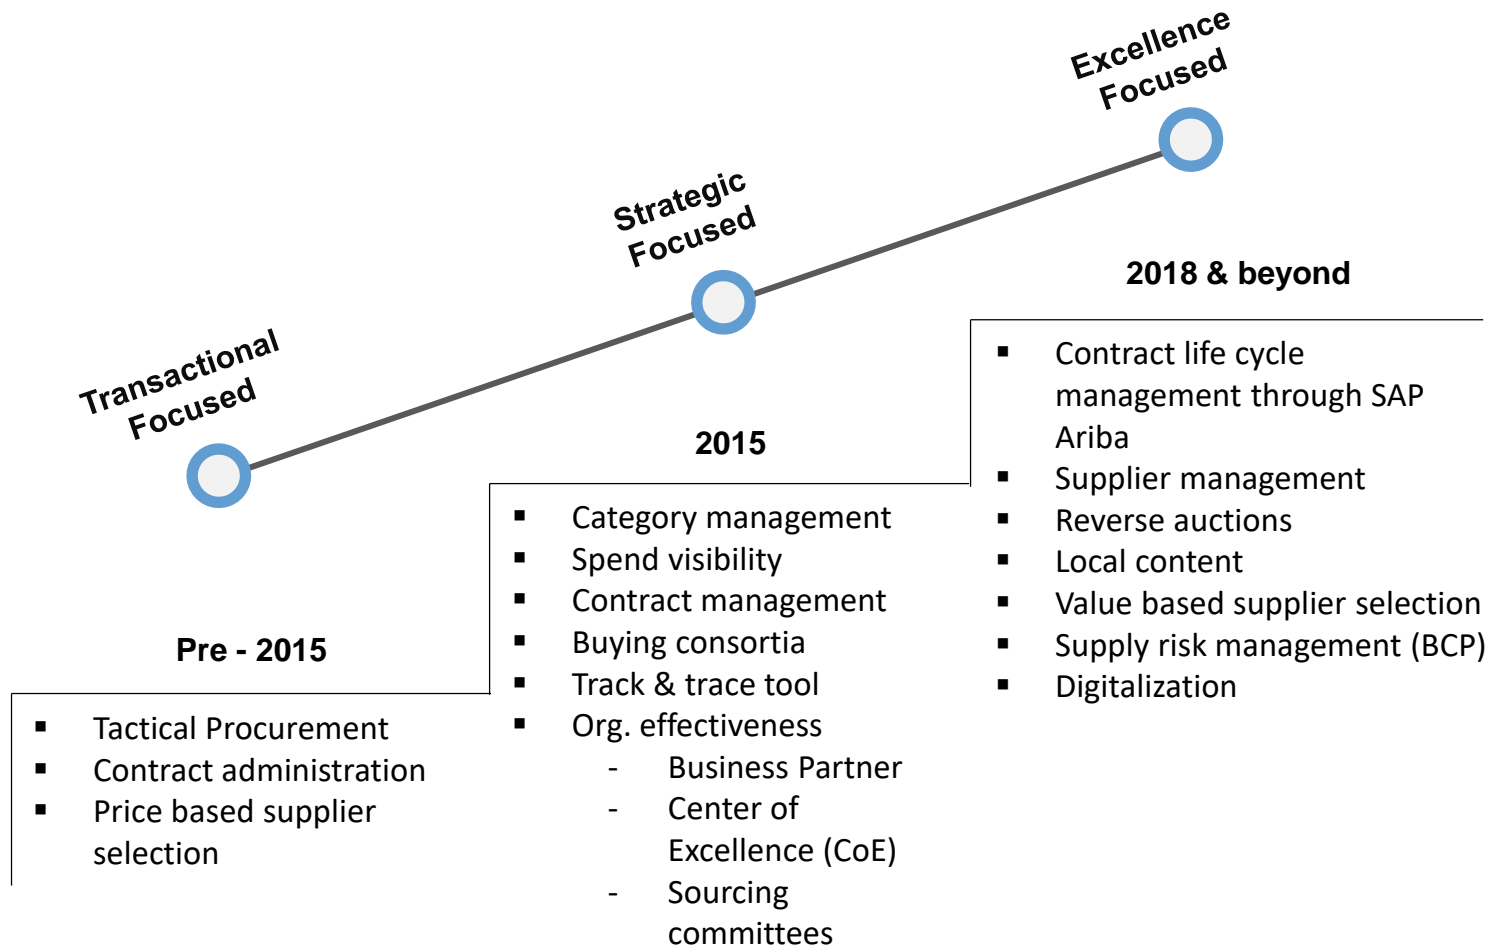 Transactional
Focused
Strategic
Focused
Excellence
Focused
Pre - 2015
▪ Tactical Procurement
▪ Contract administration
▪ Price based supplier
selection
2015
▪ Category management
▪ Spend visibility
▪ Contract management
▪ Buying consortia
▪ Track & trace tool
▪ Org. effectiveness
- Business Partner
- Center of
Excellence (CoE)
- Sourcing
committees
2018 & beyond
▪ Contract life cycle
management through SAP
Ariba
▪ Supplier management
▪ Reverse auctions
▪ Local content
▪ Value based supplier selection
▪ Supply risk management (BCP)
▪ Digitalization